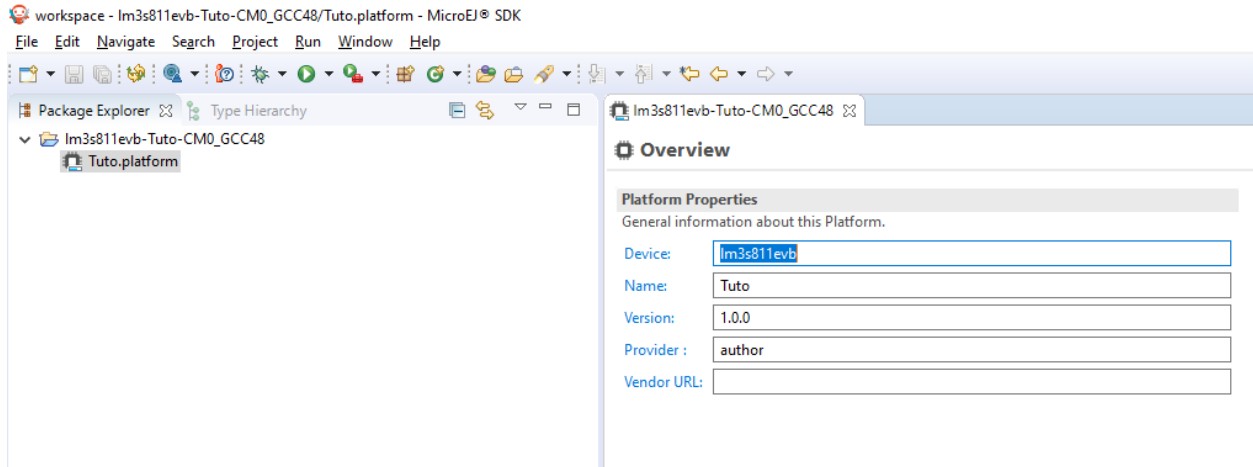 workspace - lm3s811evb-Tuto-CM0_GCC48/Tuto.platform - MicroEJ® SDK
File Edit Navigate Search Project Run Window Help
Package Explorer Type Hierarchy
lm3s811evb-Tuto-CM0_GCC48
Tuto.platform
lm3s811evb-Tuto-CM0_GCC48
Overview
Platform Properties
General information about this Platform.
Device: lm3s811evb
Name: Tuto
Version: 1.0.0
Provider : author
Vendor URL: